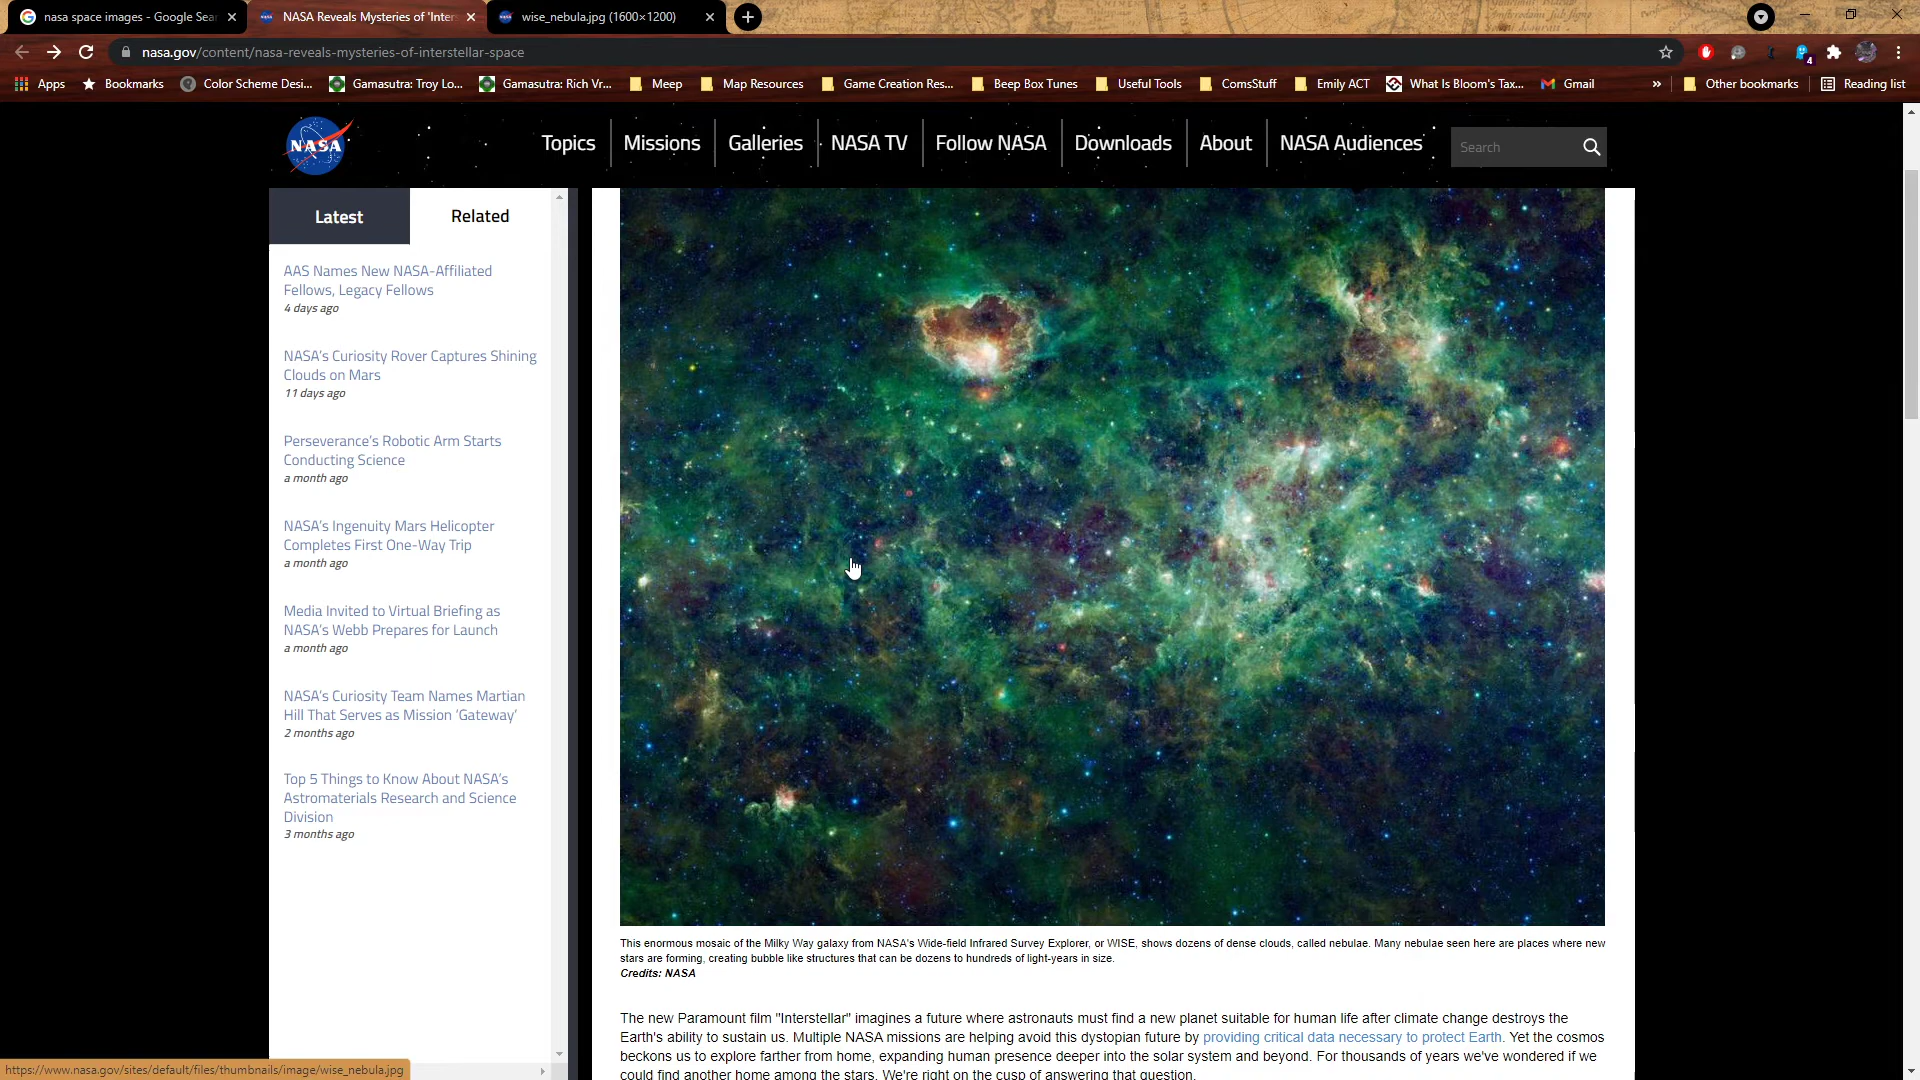 nasa space images - Google Sear
NASA Reveals Mysteries of 'Inter
wise_nebula.jpg (1600×1200)
nasa.gov/content/nasa-reveals-mysteries-of-interstellar-space
4
Apps
Bookmarks
Color Scheme Desi...
Gamasutra: Troy Lo...
Gamasutra: Rich Vr...
Meep
Map Resources
Game Creation Res...
Beep Box Tunes
Useful Tools
ComsStuff
Emily ACT
What Is Bloom's Tax...
Gmail
»
Other bookmarks
Reading list
NASA
Topics
Missions
Galleries
NASA TV
Follow NASA
Downloads
About
NASA Audiences
Search
Latest
Related
AAS Names New NASA-Affiliated
Fellows, Legacy Fellows
4 days ago
NASA's Curiosity Rover Captures Shining
Clouds on Mars
11 days ago
Perseverance's Robotic Arm Starts
Conducting Science
a month ago
NASA's Ingenuity Mars Helicopter
Completes First One-Way Trip
a month ago
Media Invited to Virtual Briefing as
NASA's Webb Prepares for Launch
a month ago
NASA's Curiosity Team Names Martian
Hill That Serves as Mission 'Gateway'
2 months ago
Top 5 Things to Know About NASA's
Astromaterials Research and Science
Division
3 months ago
This enormous mosaic of the Milky Way galaxy from NASA's Wide-field Infrared Survey Explorer, or WISE, shows dozens of dense clouds, called nebulae. Many nebulae seen here are places where new
stars are forming, creating bubble like structures that can be dozens to hundreds of light-years in size.
Credits: NASA
The new Paramount film "Interstellar" imagines a future where astronauts must find a new planet suitable for human life after climate change destroys the
Earth's ability to sustain us. Multiple NASA missions are helping avoid this dystopian future by providing critical data necessary to protect Earth. Yet the cosmos
beckons us to explore farther from home, expanding human presence deeper into the solar system and beyond. For thousands of years we've wondered if we
could find another home among the stars. We're right on the cusp of answering that question.
https://www.nasa.gov/sites/default/files/thumbnails/image/wise_nebula.jpg